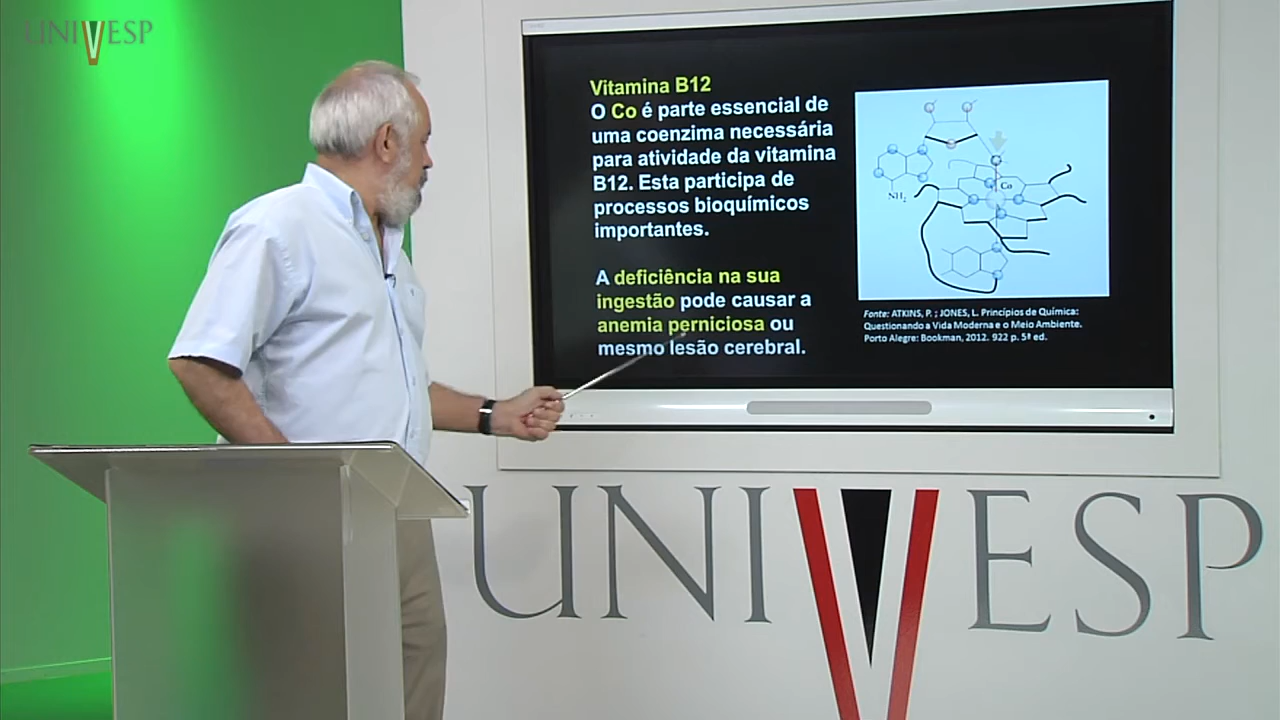 UNIVESP
Vitamina B12
O Co é parte essencial de
uma coenzima necessária
para atividade da vitamina
B12. Esta participa de
processos bioquímicos
importantes.
A deficiência na sua
ingestão pode causar a
anemia perniciosa ou
mesmo lesão cerebral.
Co
NH2
Fonte: ATKINS, P. ; JONES, L. Princípios de Química:
Questionando a Vida Moderna e o Meio Ambiente.
Porto Alegre: Bookman, 2012. 922 p. 5ª ed.
UNIVESP